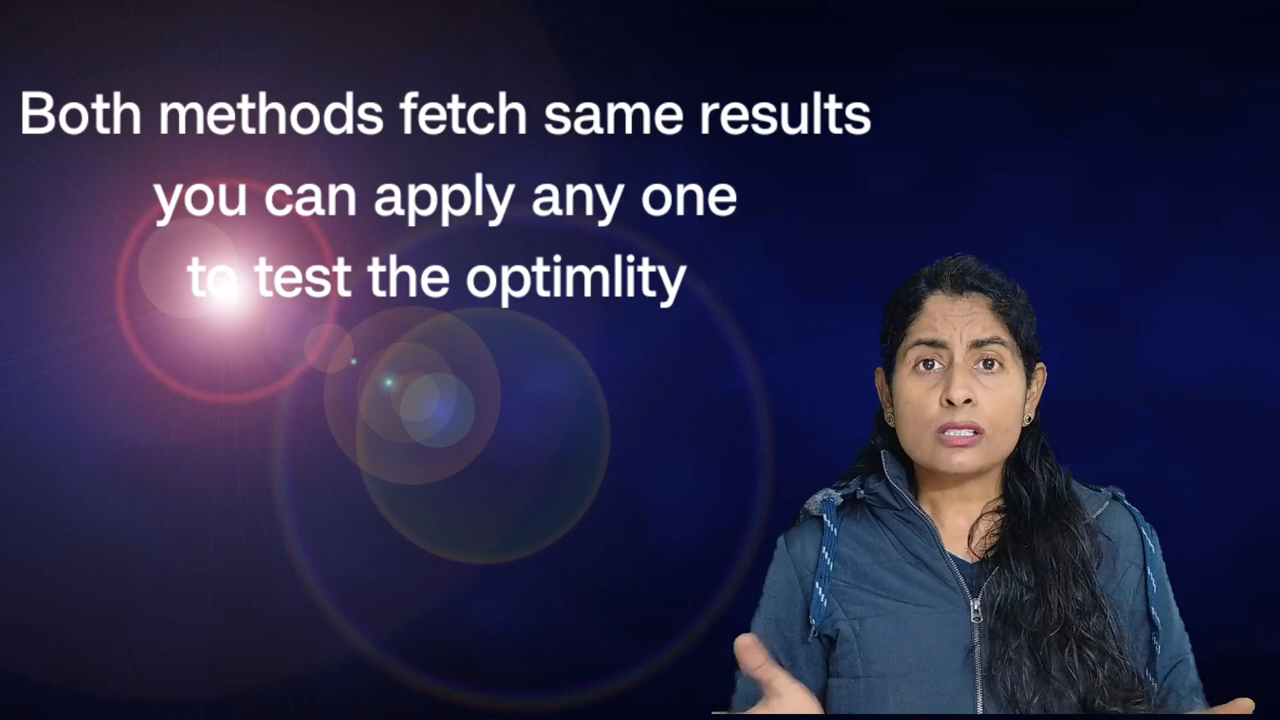 Both methods fetch same results
you can apply any one
to test the optimlity